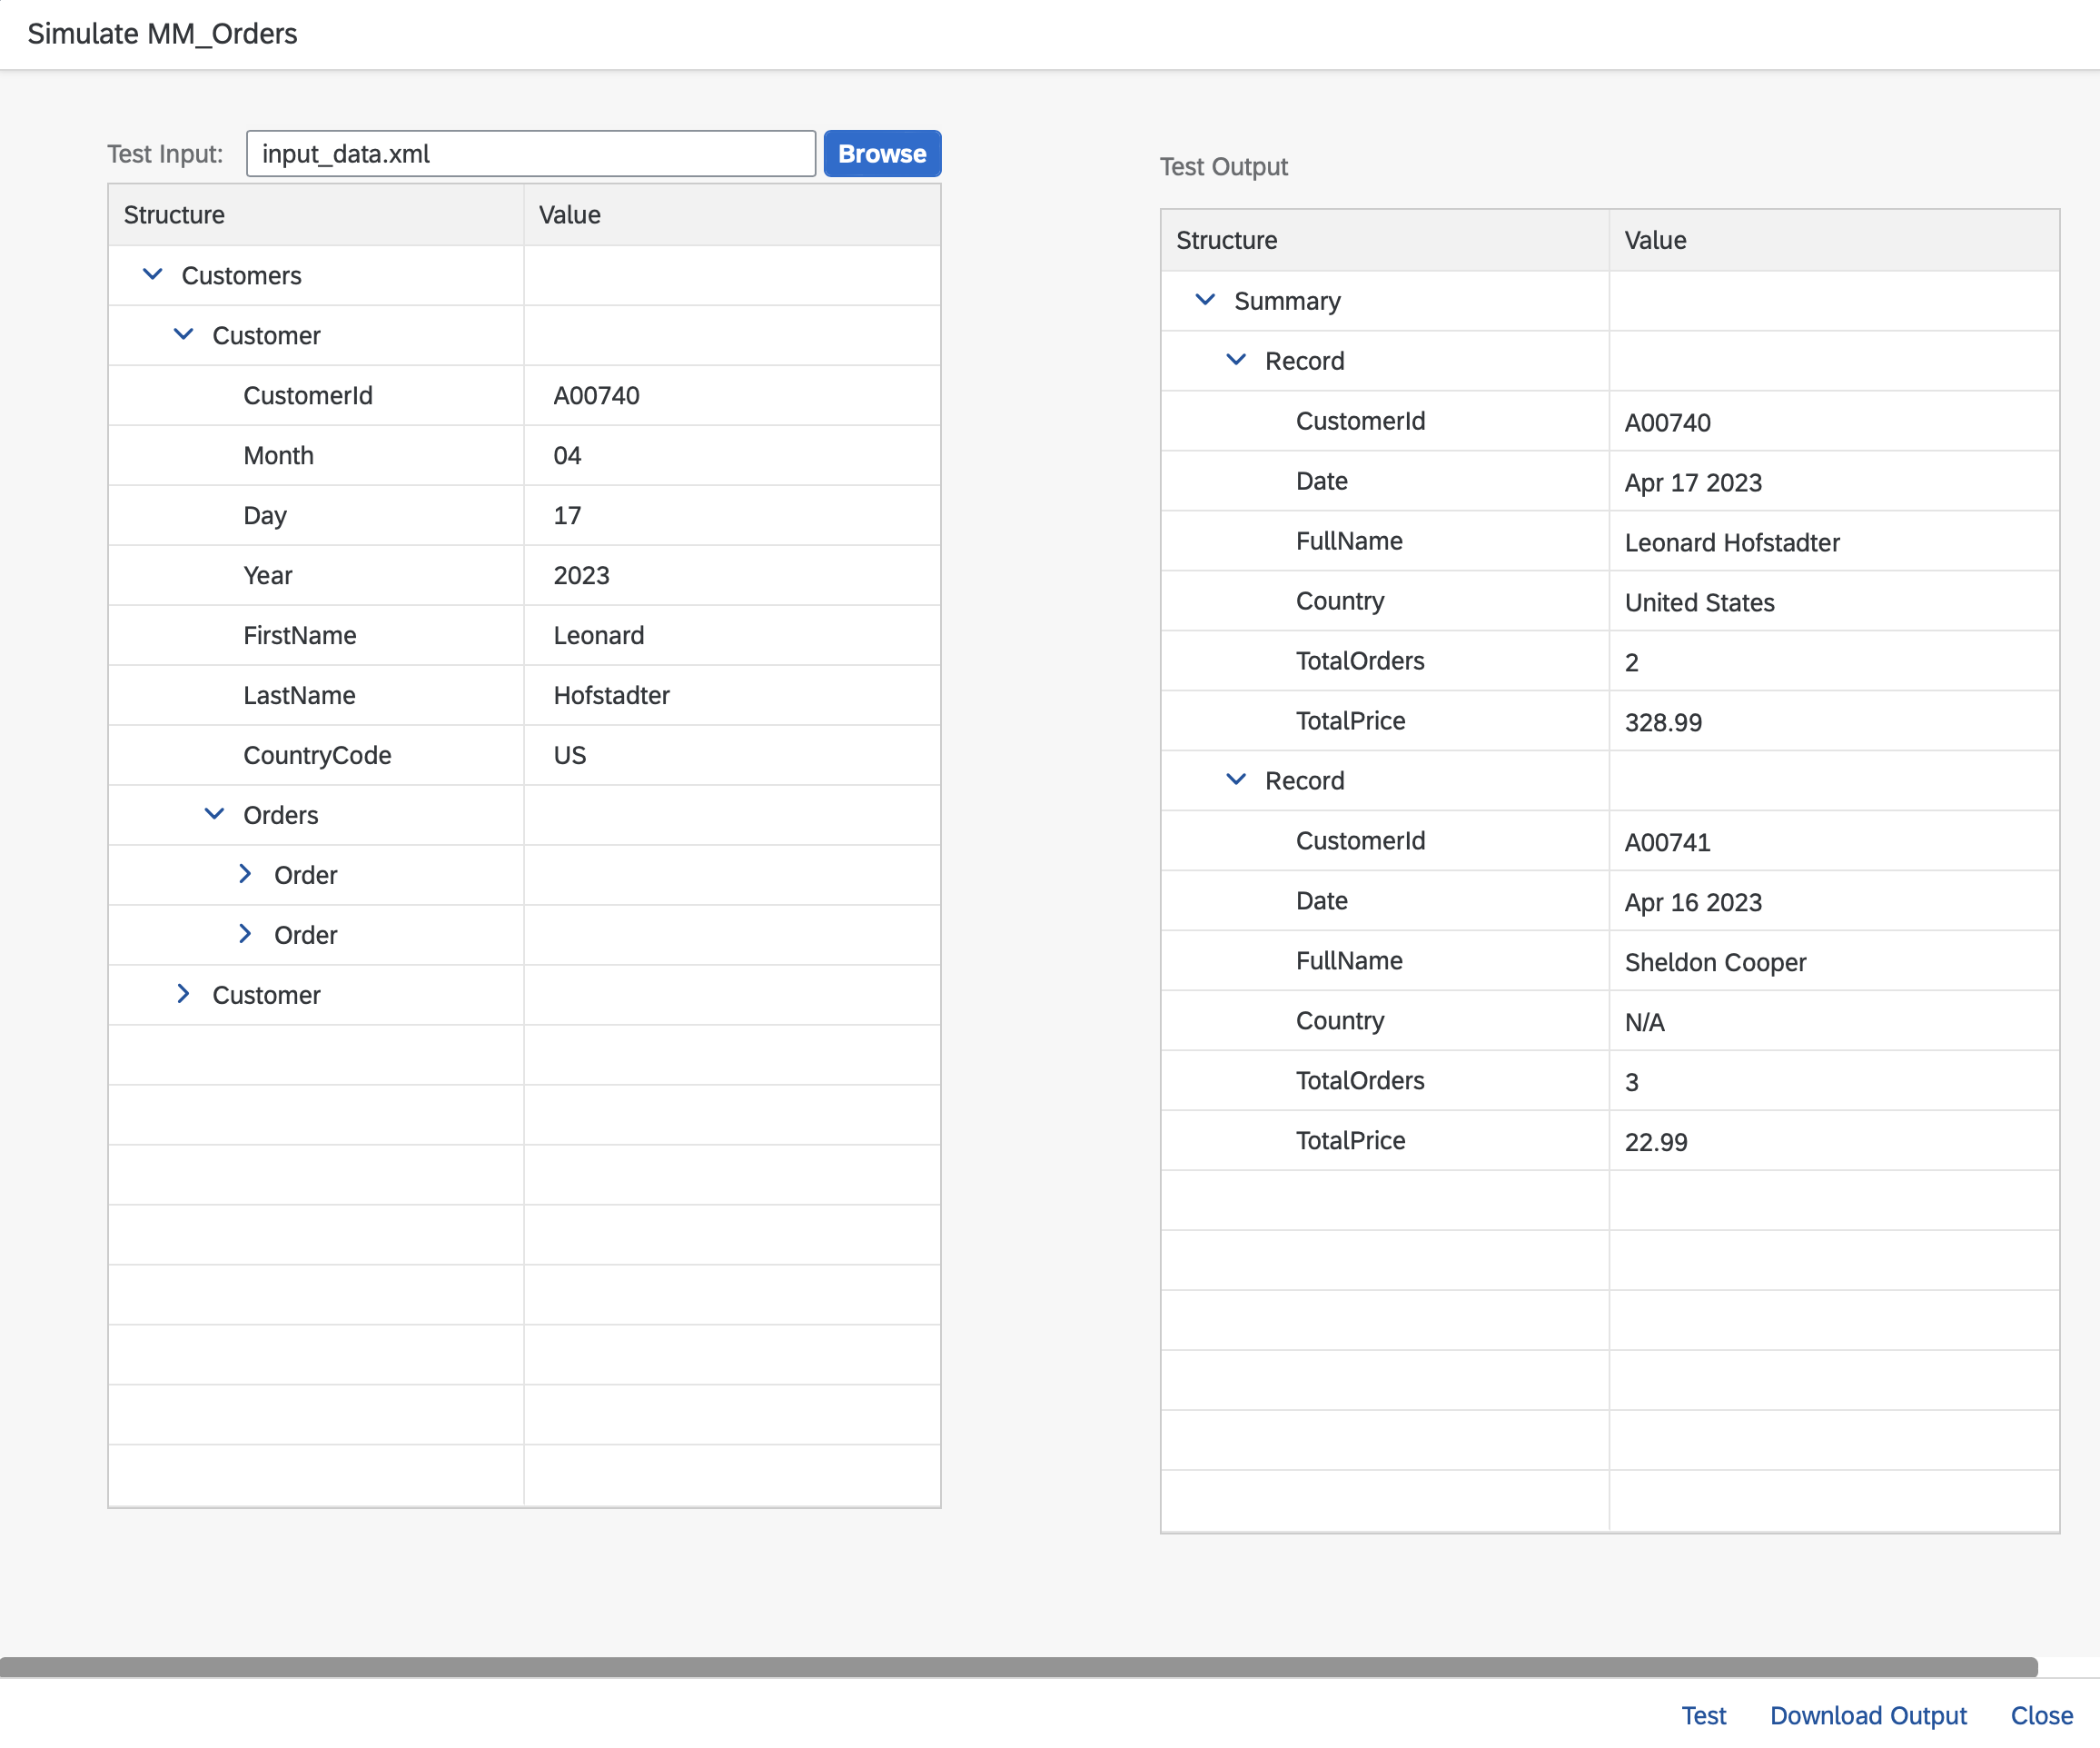 Simulate MM_Orders
Test Input: input_data.xml Browse
Structure Value
Customers
Customer
CustomerId A00740
Month 04
Day 17
Year 2023
FirstName Leonard
LastName Hofstadter
CountryCode US
Orders
Order
Order
Customer
Test Output
Structure Value
Summary
Record
CustomerId A00740
Date Apr 17 2023
FullName Leonard Hofstadter
Country United States
TotalOrders 2
TotalPrice 328.99
Record
CustomerId A00741
Date Apr 16 2023
FullName Sheldon Cooper
Country N/A
TotalOrders 3
TotalPrice 22.99
Test Download Output Close